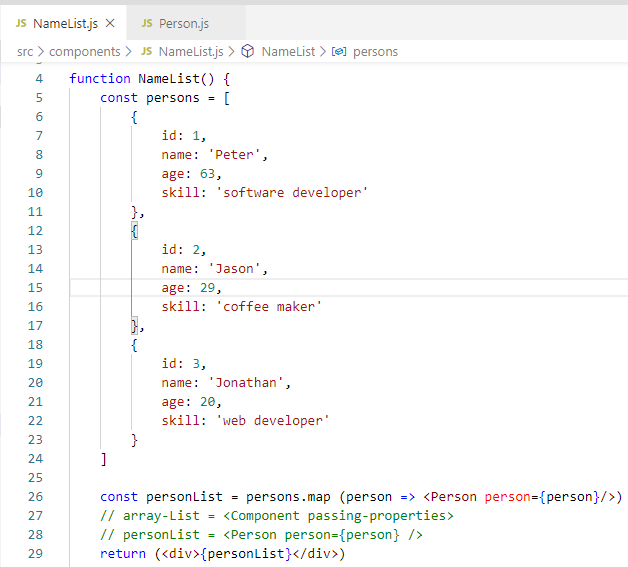 JS NameList.js ×
JS Person.js
src > components > JS NameList.js > NameList > persons
4 function NameList() {
5 const persons = [
6 {
7 id: 1,
8 name: 'Peter',
9 age: 63,
10 skill: 'software developer'
11 },
12 {
13 id: 2,
14 name: 'Jason',
15 age: 29,
16 skill: 'coffee maker'
17 },
18 {
19 id: 3,
20 name: 'Jonathan',
21 age: 20,
22 skill: 'web developer'
23 }
24 ]
25
26 const personList = persons.map (person => <Person person={person}/>)
27 // array-List = <Component passing-properties>
28 // personList = <Person person={person} />
29 return (<div>{personList}</div>)